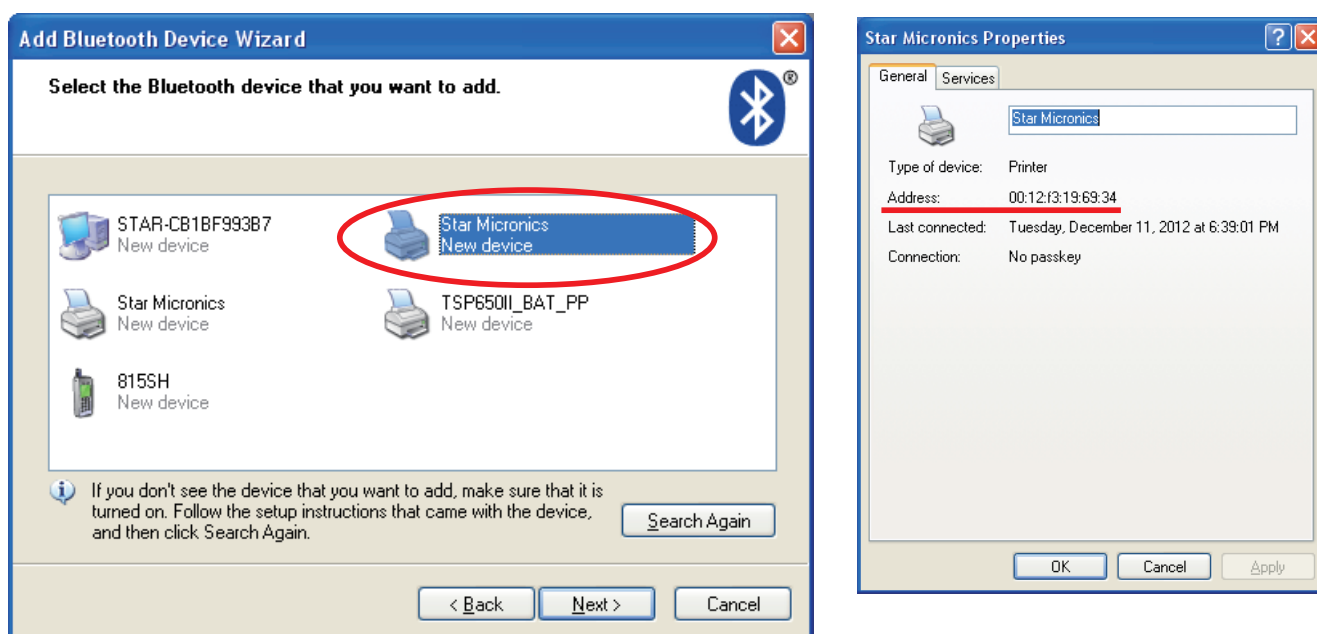 Add Bluetooth Device Wizard
Select the Bluetooth device that you want to add.
®
STAR-CB1BF993B7
New device
Star Micronics
New device
Star Micronics
New device
TSP650II_BAT_PP
New device
815SH
New device
If you don't see the device that you want to add, make sure that it is
turned on. Follow the setup instructions that came with the device,
and then click Search Again.
Search Again
< Back
Next >
Cancel
Star Micronics Properties
?
General
Services
Star Micronics
Type of device: Printer
Address: 00:12:f3:19:69:34
Last connected: Tuesday, December 11, 2012 at 6:39:01 PM
Connection: No passkey
OK
Cancel
Apply